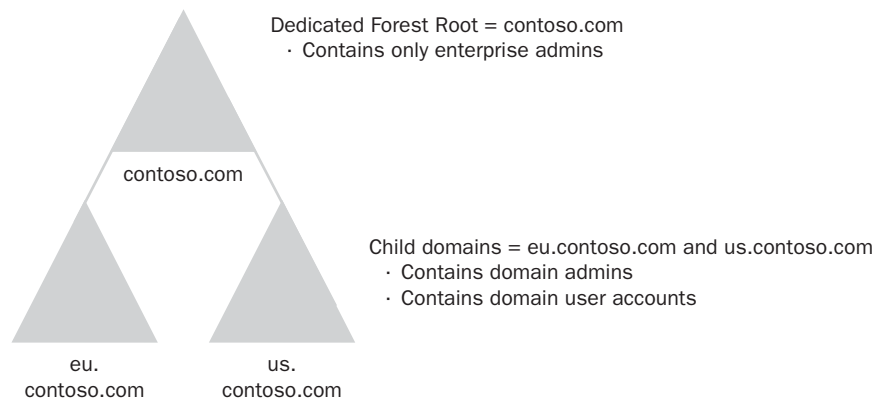 Dedicated Forest Root = contoso.com
· Contains only enterprise admins
contoso.com
Child domains = eu.contoso.com and us.contoso.com
· Contains domain admins
· Contains domain user accounts
eu.
contoso.com
us.
contoso.com